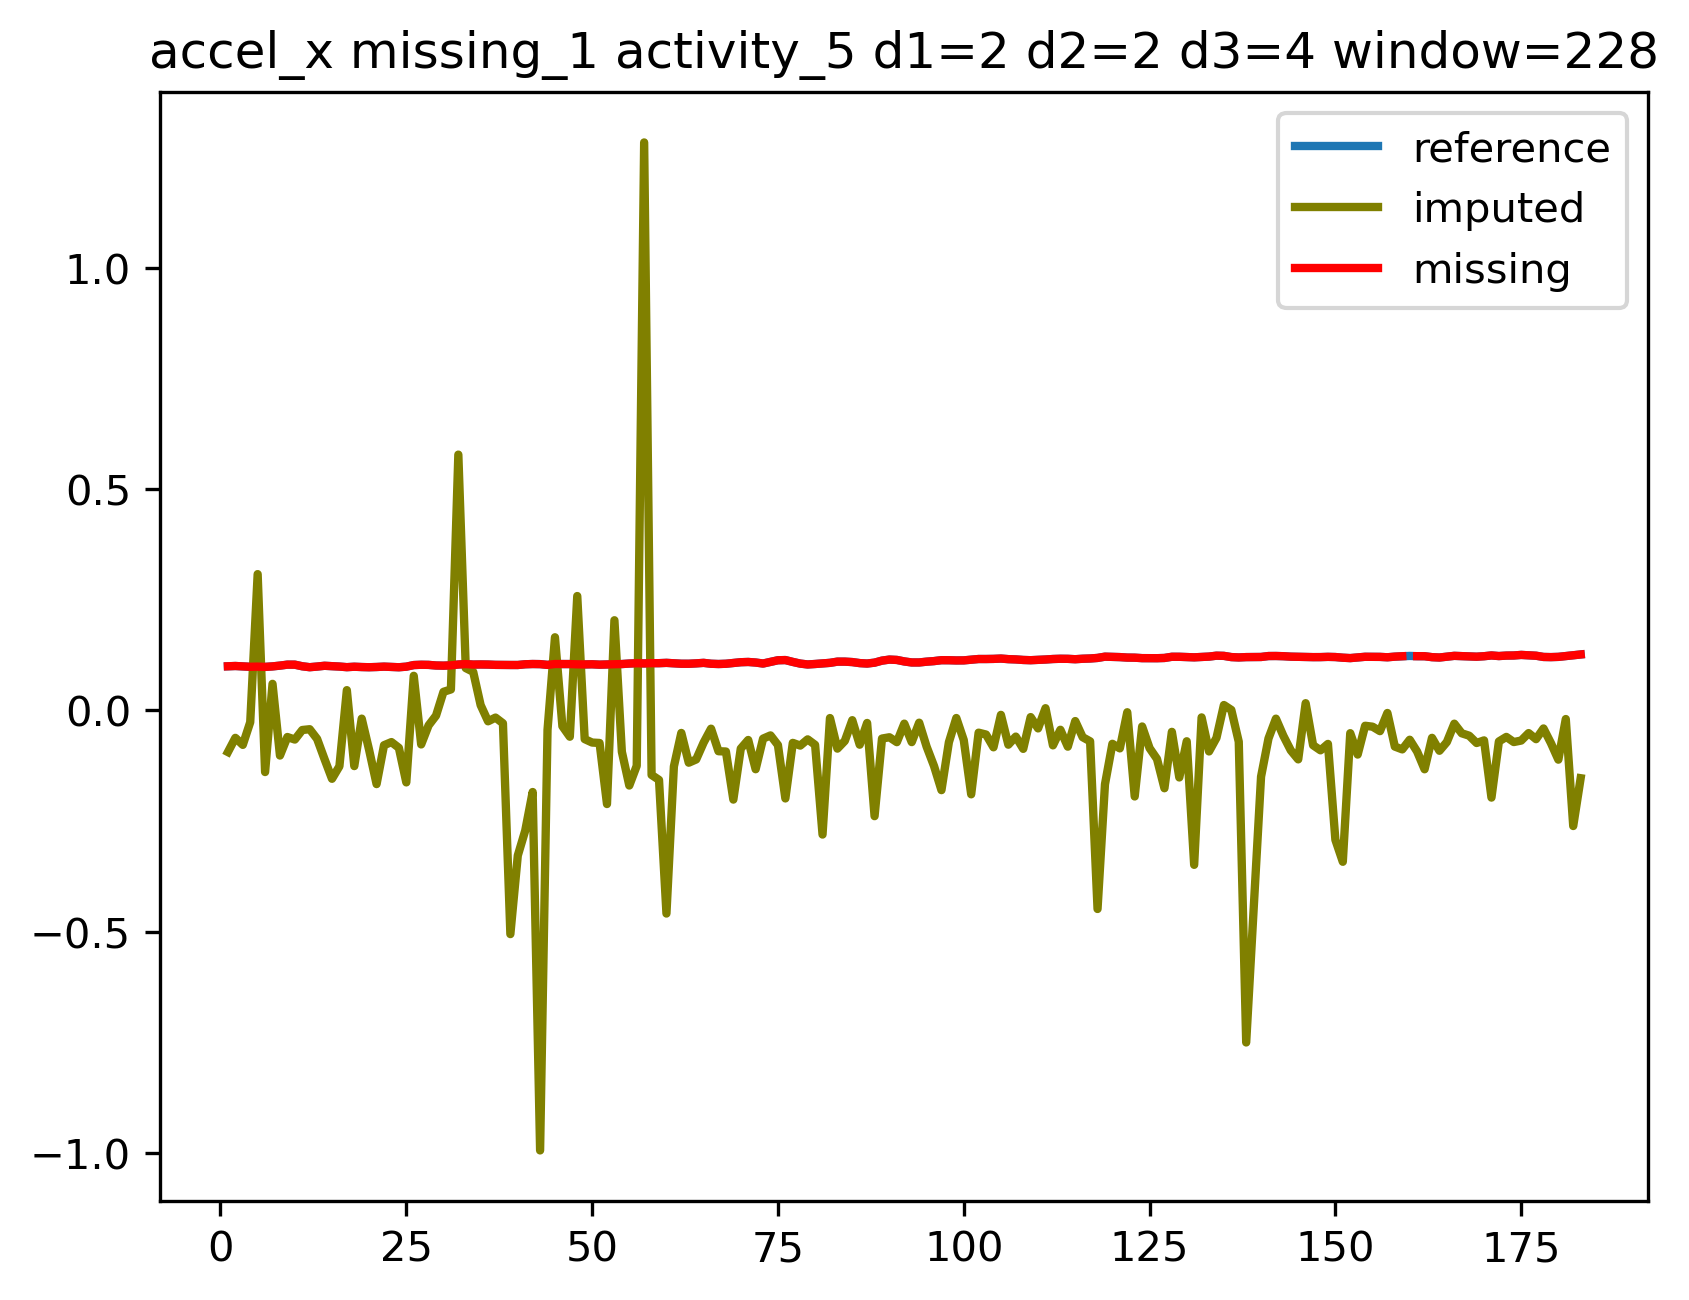 accel_x missing_1 activity_5 d1=2 d2=2 d3=4 window=228
reference
imputed
missing
1.0
0.5
0.0
−0.5
−1.0
0 25 50 75 100 125 150 175